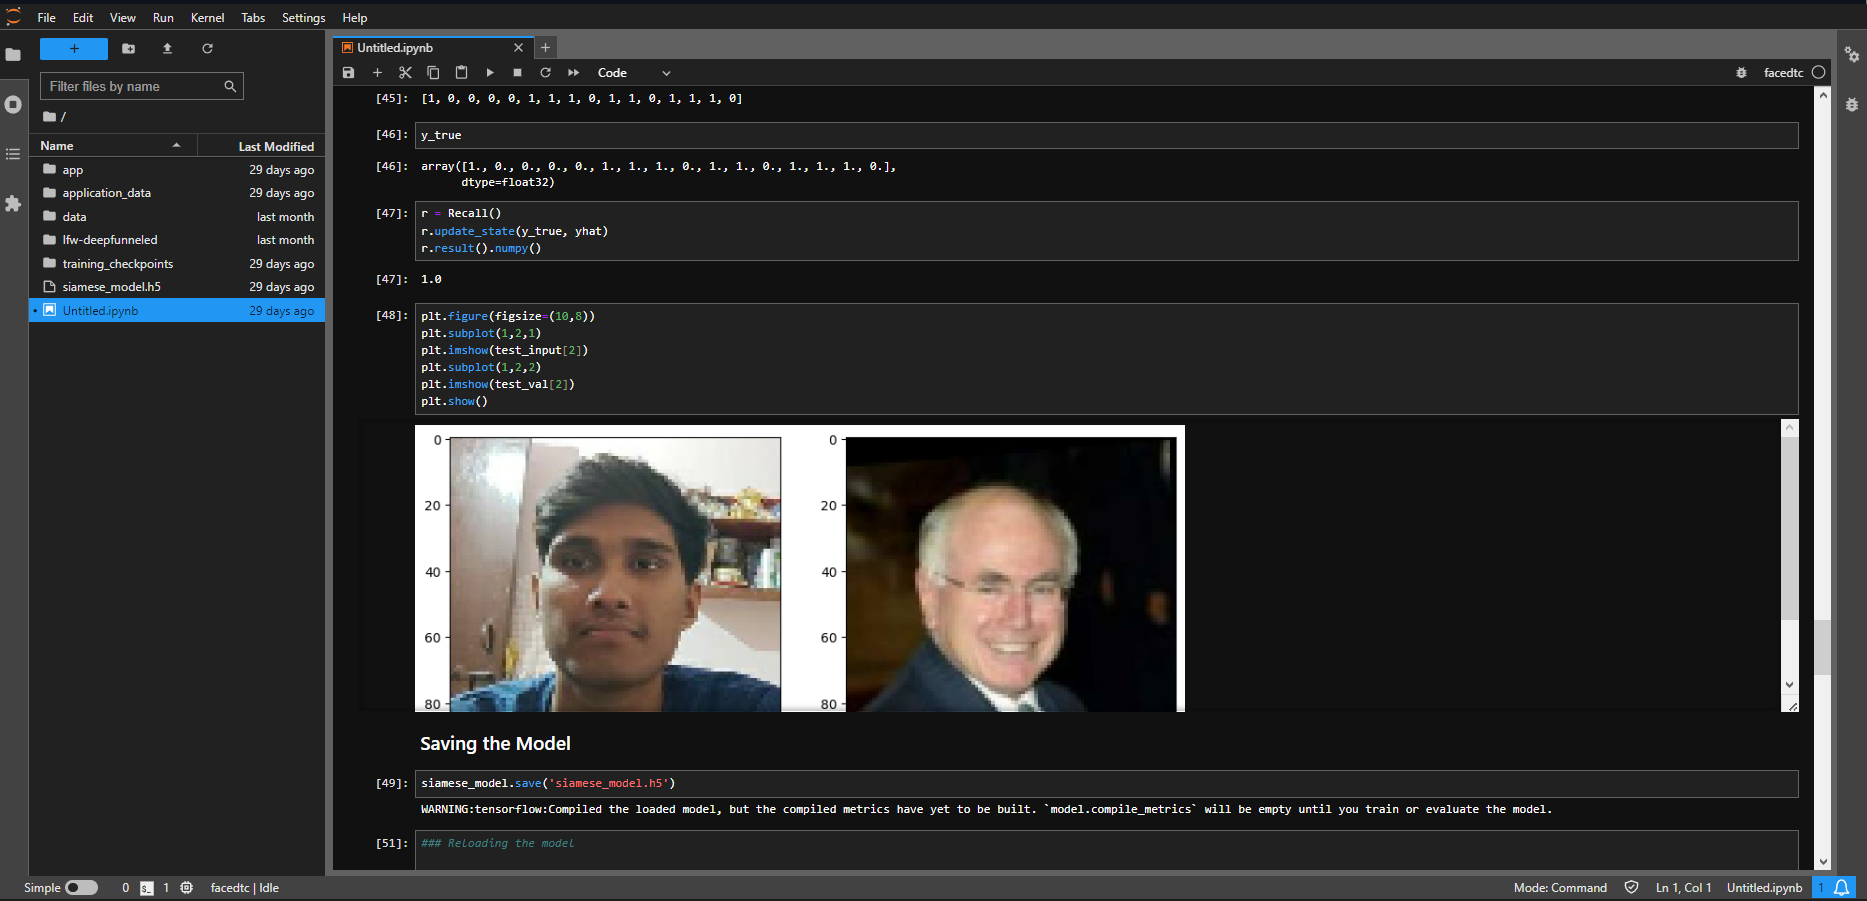 File Edit View Run Kernel Tabs Settings Help
+
Filter files by name
/
Name Last Modified
app 29 days ago
application_data 29 days ago
data last month
lfw-deepfunneled last month
training_checkpoints 29 days ago
siamese_model.h5 29 days ago
Untitled.ipynb 29 days ago
Untitled.ipynb
Code
facedtc
[45]: [1, 0, 0, 0, 0, 1, 1, 1, 0, 1, 1, 0, 1, 1, 1, 0]
[46]: y_true
[46]: array([1., 0., 0., 0., 0., 1., 1., 1., 0., 1., 1., 0., 1., 1., 1., 0.],
dtype=float32)
[47]: r = Recall()
r.update_state(y_true, yhat)
r.result().numpy()
[47]: 1.0
[48]: plt.figure(figsize=(10,8))
plt.subplot(1,2,1)
plt.imshow(test_input[2])
plt.subplot(1,2,2)
plt.imshow(test_val[2])
plt.show()
0 0
20 20
40 40
60 60
80 80
Saving the Model
[49]: siamese_model.save('siamese_model.h5')
WARNING:tensorflow:Compiled the loaded model, but the compiled metrics have yet to be built. `model.compile_metrics` will be empty until you train or evaluate the model.
[51]: ### Reloading the model
Simple 0 $_ 1 facedtc | Idle Mode: Command Ln 1, Col 1 Untitled.ipynb 1